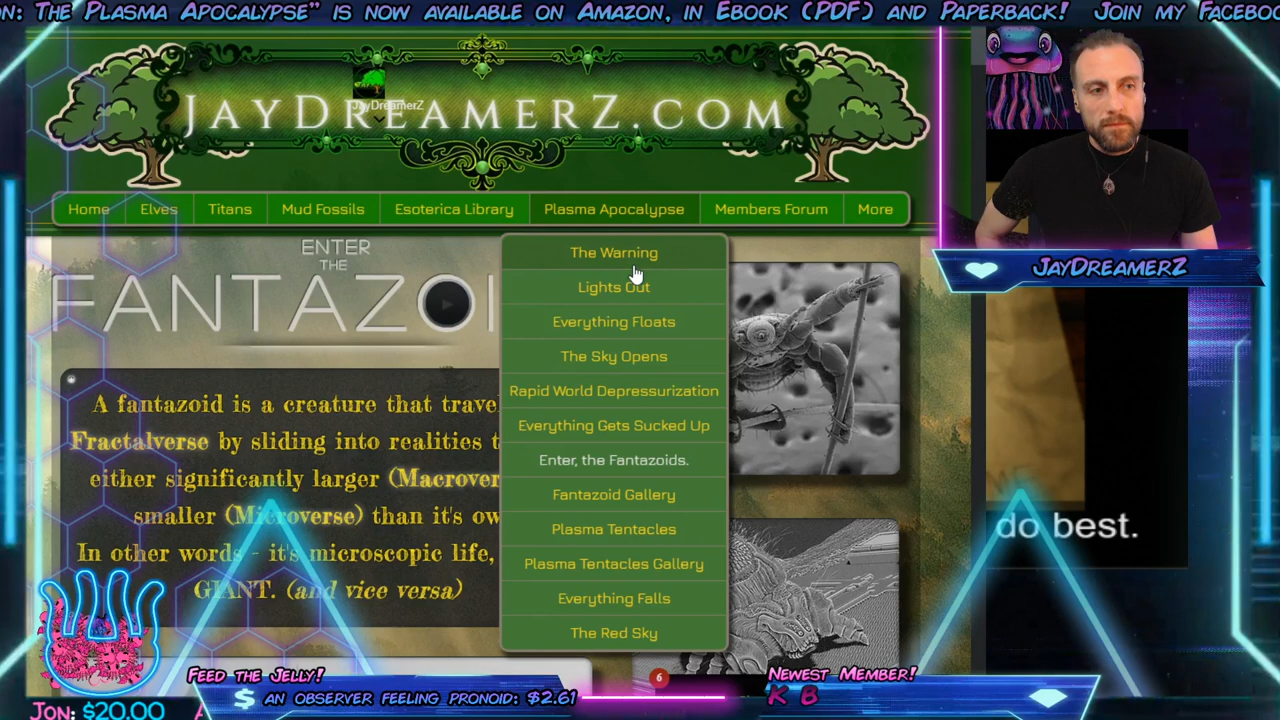 on: The Plasma Apocalypse" is now available on Amazon, in Ebook (PDF) and Paperback! Join my Faceboo
JayDreamerZ.com
JayDreamerZ
Home Elves Titans Mud Fossils Esoterica Library Plasma Apocalypse Members Forum More
JayDreamerZ
ENTER
THE
FANTAZOI
A fantazoid is a creature that trave
Fractalverse by sliding into realities t
either significantly larger (Macrover
smaller (Microverse) than it's ow
In other words - it's microscopic life,
GIANT. (and vice versa)
The Warning
Lights Out
Everything Floats
The Sky Opens
Rapid World Depressurization
Everything Gets Sucked Up
Enter, the Fantazoids.
Fantazoid Gallery
Plasma Tentacles
Plasma Tentacles Gallery
Everything Falls
The Red Sky
do best.
Feed the Jelly!
$ an observer feeling pronoid: $2.61
6
Newest Member!
K B
Jon: $20.00